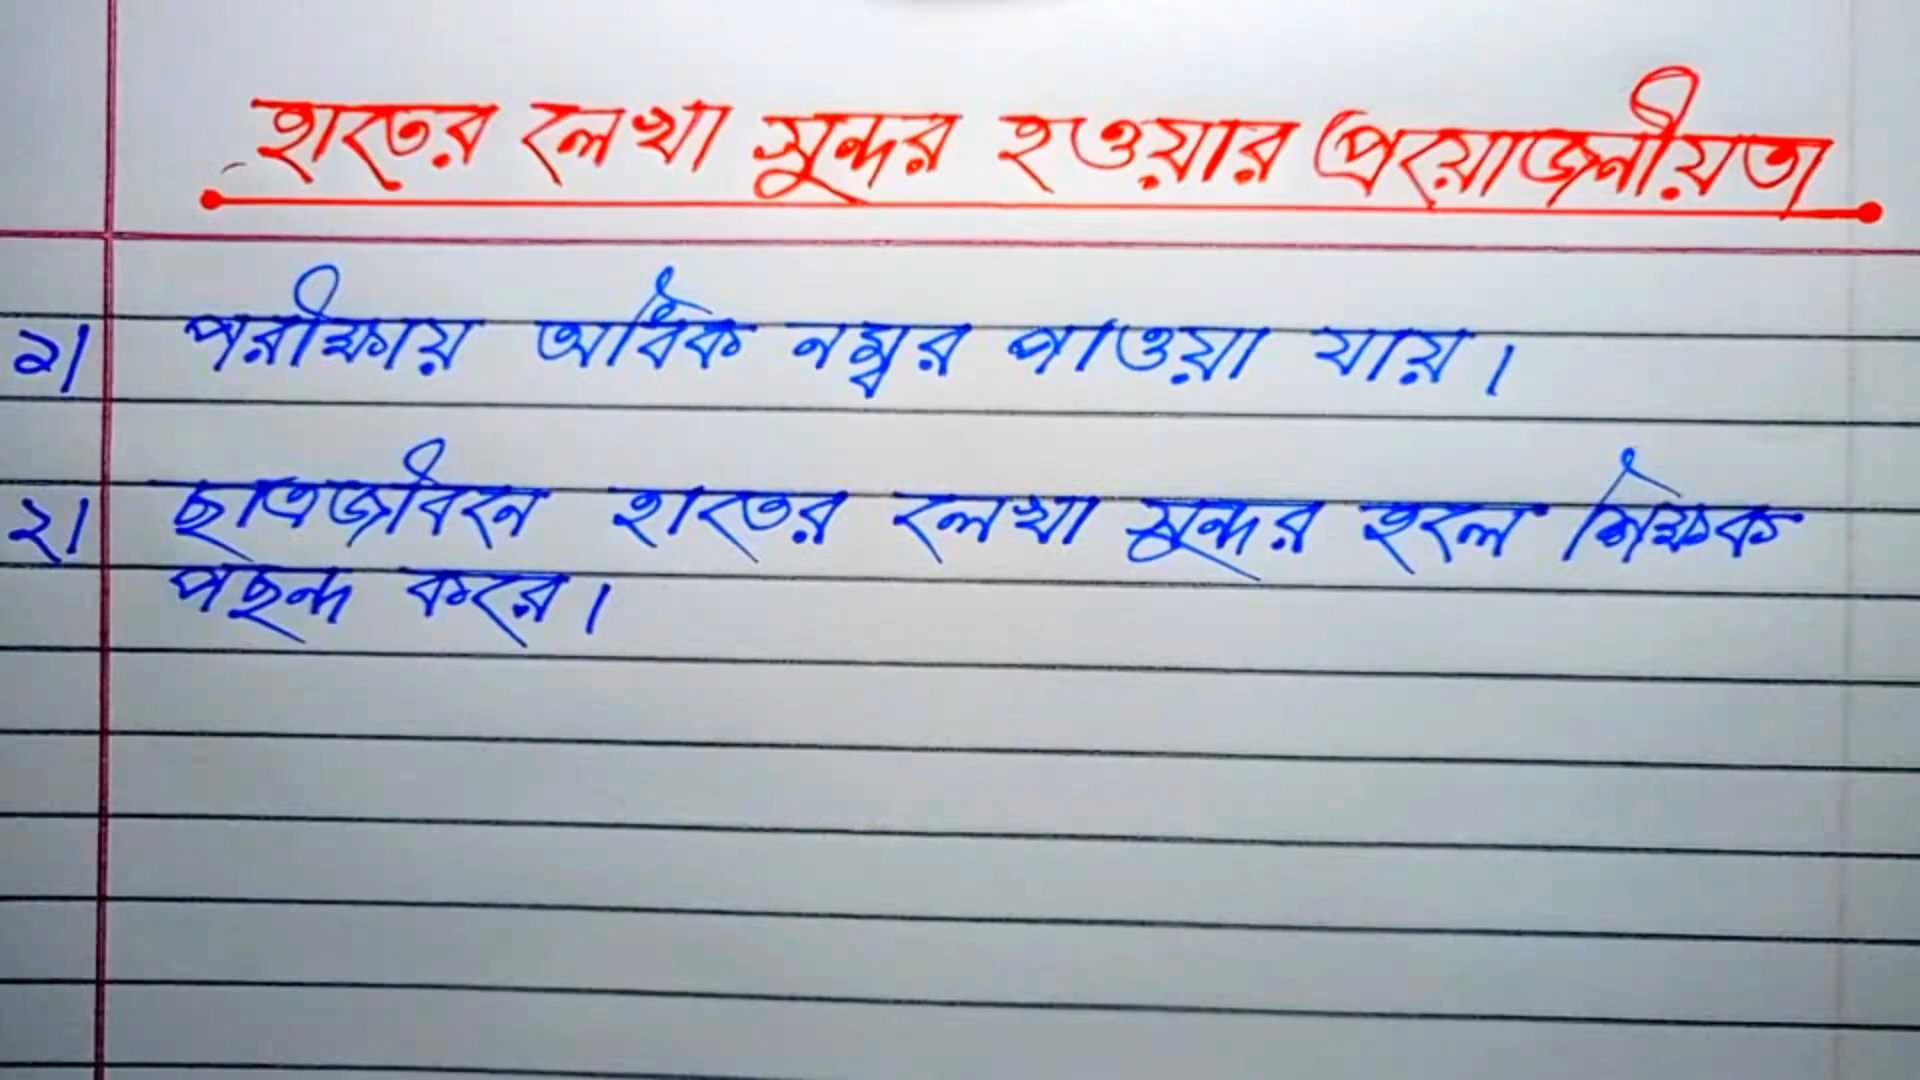 হাতের লেখা সুন্দর হওয়ার প্রয়োজনীয়তা
১। পরীক্ষায় অধিক নম্বর পাওয়া যায়।
২। ছাত্রজীবনে হাতের লেখা সুন্দর হলে শিক্ষক
পছন্দ করে।